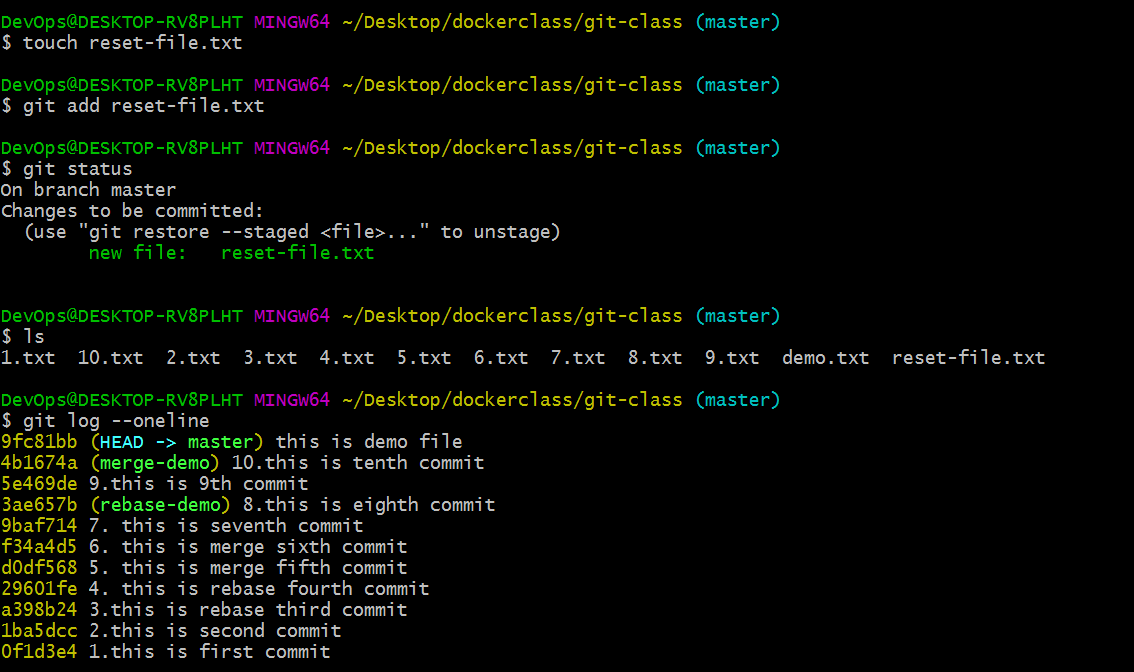 DevOps@DESKTOP-RV8PLHT MINGW64 ~/Desktop/dockerclass/git-class (master)
$ touch reset-file.txt
DevOps@DESKTOP-RV8PLHT MINGW64 ~/Desktop/dockerclass/git-class (master)
$ git add reset-file.txt
DevOps@DESKTOP-RV8PLHT MINGW64 ~/Desktop/dockerclass/git-class (master)
$ git status
On branch master
Changes to be committed:
  (use "git restore --staged <file>..." to unstage)
        new file:   reset-file.txt
DevOps@DESKTOP-RV8PLHT MINGW64 ~/Desktop/dockerclass/git-class (master)
$ ls
1.txt  10.txt  2.txt  3.txt  4.txt  5.txt  6.txt  7.txt  8.txt  9.txt  demo.txt  reset-file.txt
DevOps@DESKTOP-RV8PLHT MINGW64 ~/Desktop/dockerclass/git-class (master)
$ git log --oneline
9fc81bb (HEAD -> master) this is demo file
4b1674a (merge-demo) 10.this is tenth commit
5e469de 9.this is 9th commit
3ae657b (rebase-demo) 8.this is eighth commit
9baf714 7. this is seventh commit
f34a4d5 6. this is merge sixth commit
d0df568 5. this is merge fifth commit
29601fe 4. this is rebase fourth commit
a398b24 3.this is rebase third commit
1ba5dcc 2.this is second commit
0f1d3e4 1.this is first commit